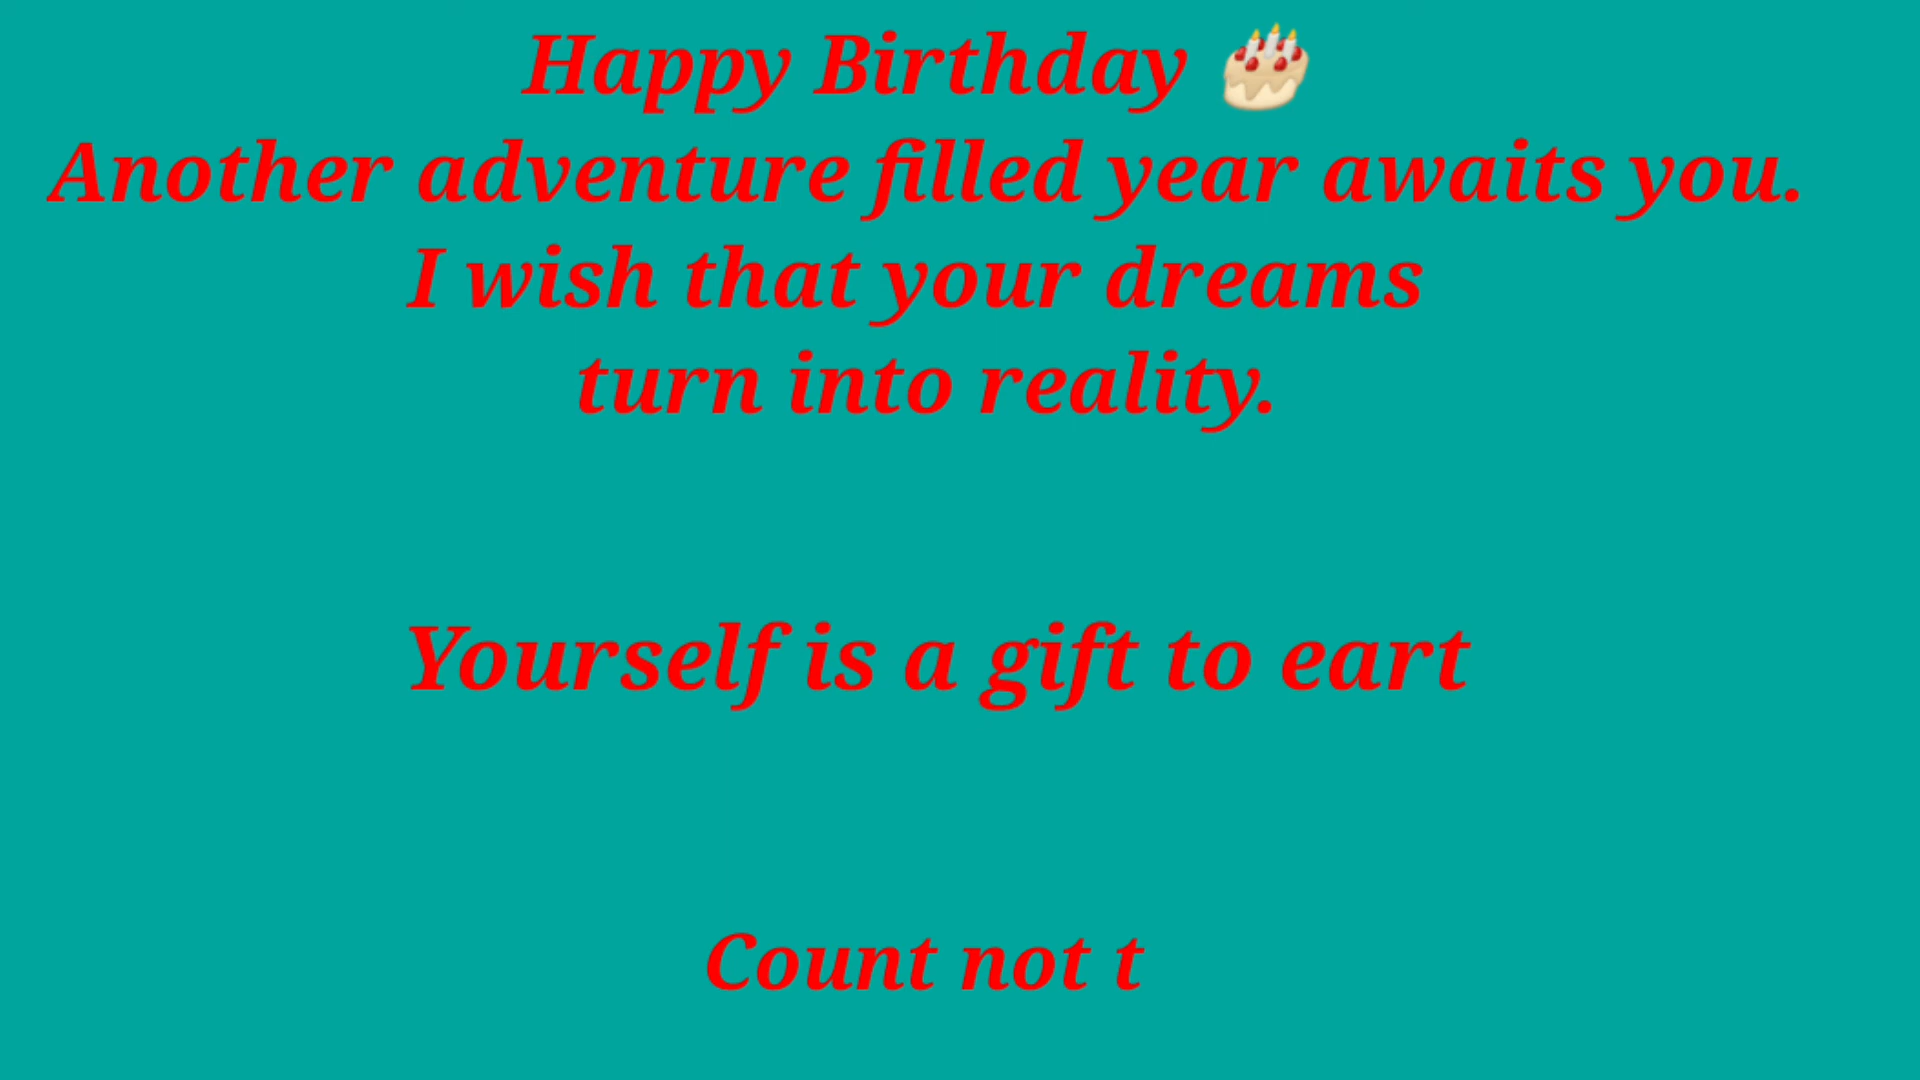 Happy Birthday 🎂
Another adventure filled year awaits you.
I wish that your dreams
turn into reality.
Yourself is a gift to eart
Count not t